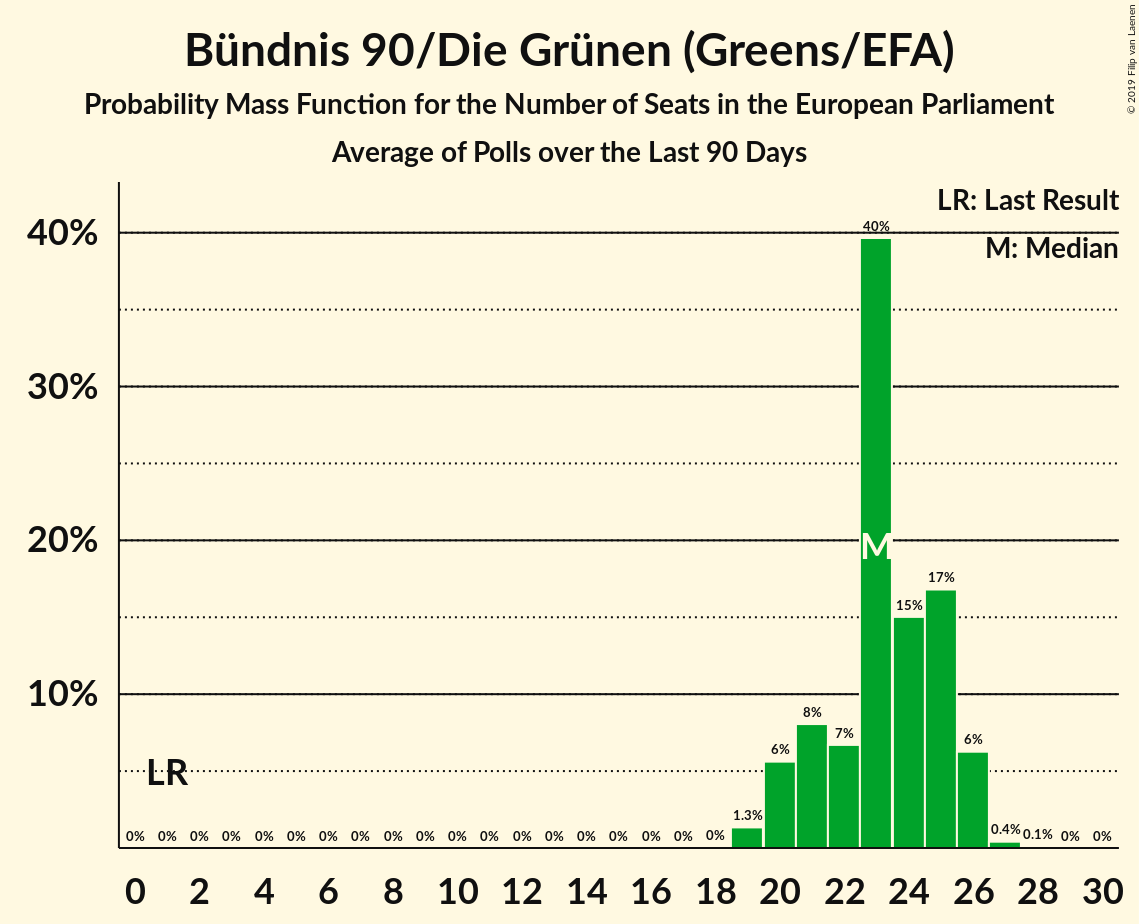 Bündnis 90/Die Grünen (Greens/EFA)
Probability Mass Function for the Number of Seats in the European Parliament
Average of Polls over the Last 90 Days
© 2019 Filip van Laenen
LR: Last Result
M: Median
40%
30%
20%
10%
40%
M
17%
15%
8%
7%
6%
6%
LR
1.3%
0.4%
0.1%
0% 0% 0% 0% 0% 0% 0% 0% 0% 0% 0% 0% 0% 0% 0% 0% 0% 0% 0% 0% 0%
0 2 4 6 8 10 12 14 16 18 20 22 24 26 28 30